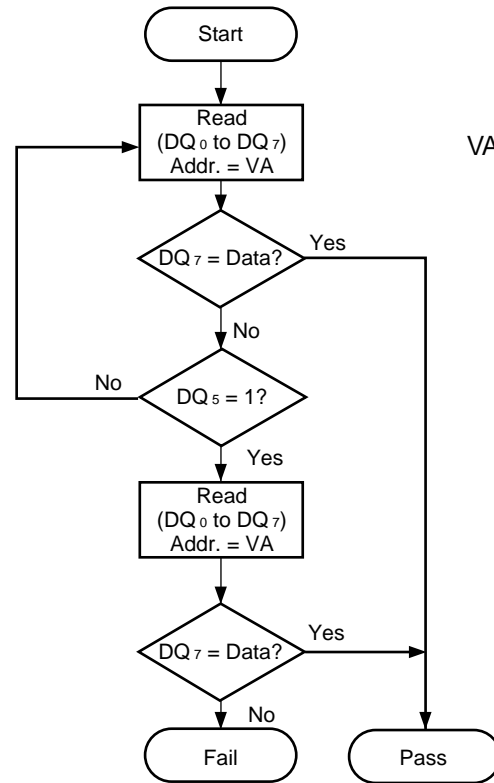 Start
Read
(DQ0 to DQ7)
Addr. = VA
VA
DQ7 = Data?
Yes
No
No
DQ5 = 1?
Yes
Read
(DQ0 to DQ7)
Addr. = VA
DQ7 = Data?
Yes
No
Fail
Pass